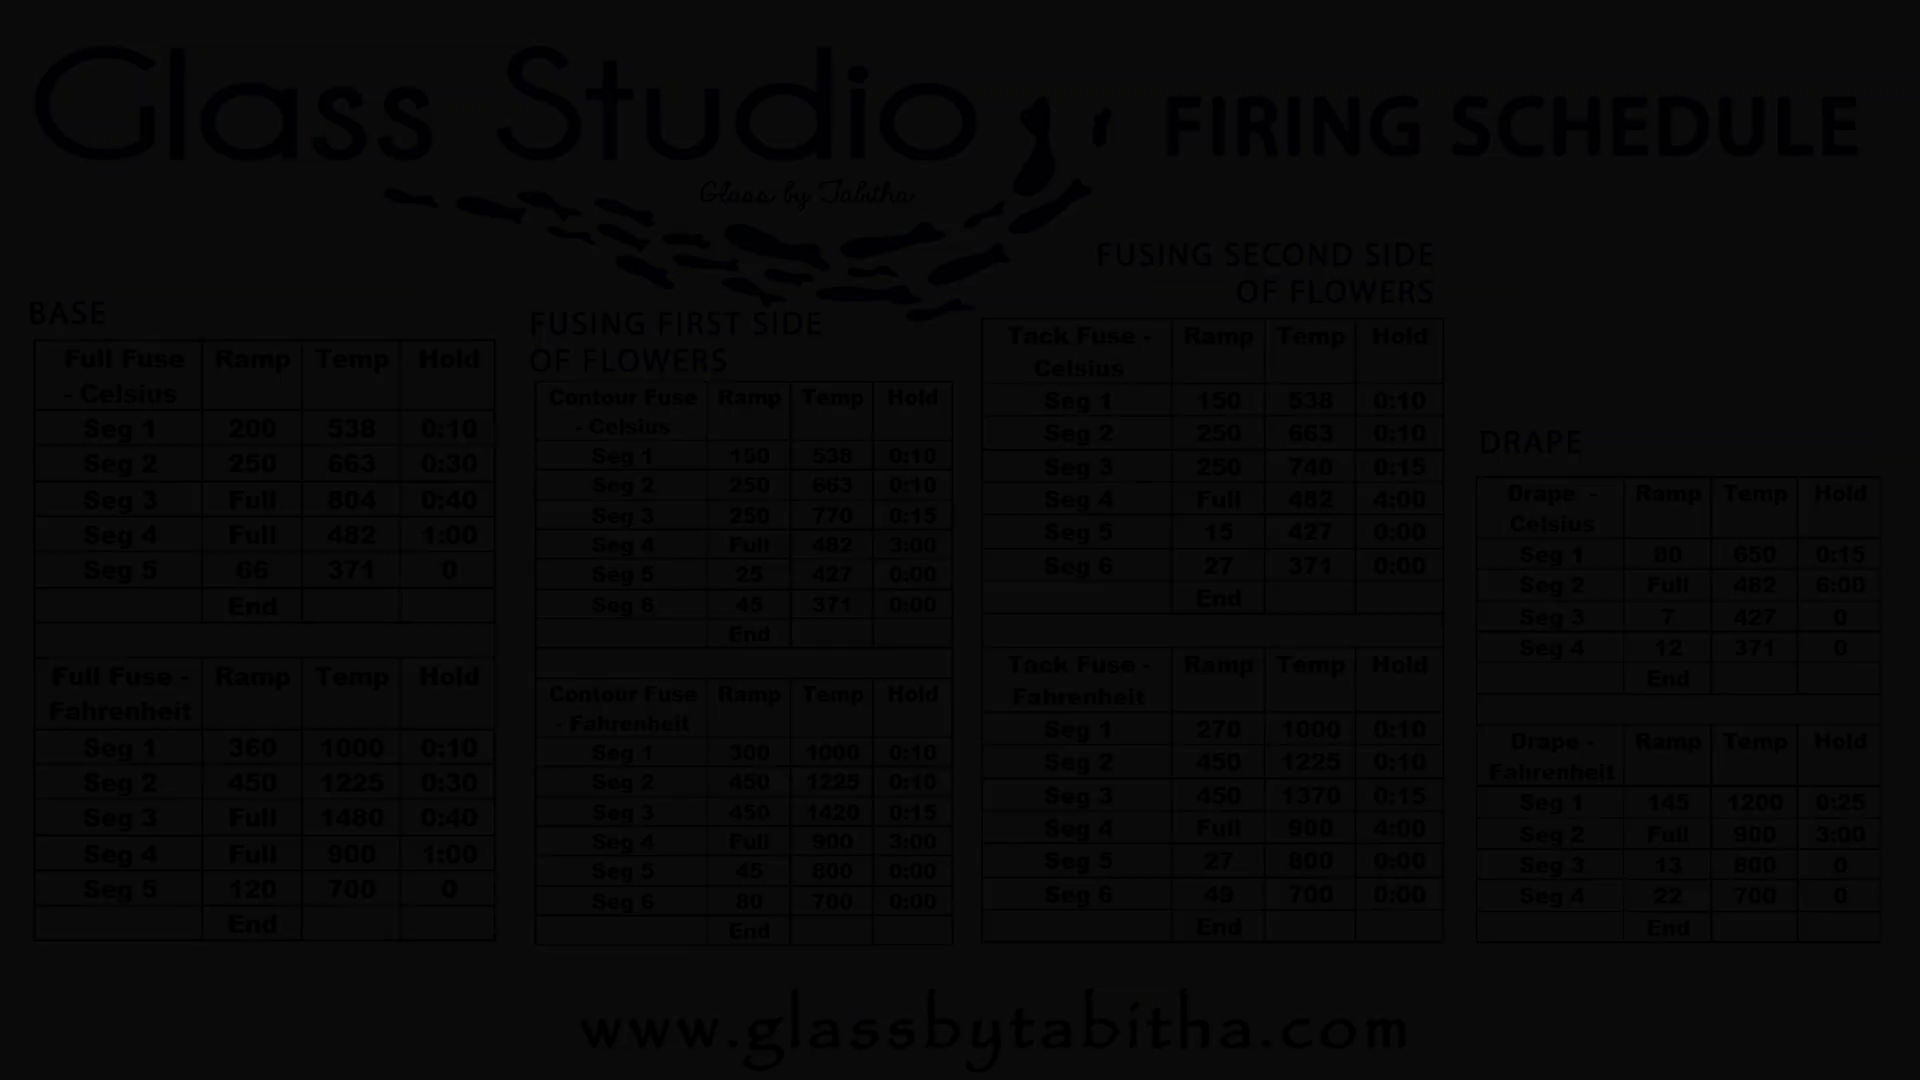 Glass Studio
Glass by Tabitha
FIRING SCHEDULE
BASE
Full Fuse - Celsius Ramp Temp Hold
Seg 1 200 538 0:10
Seg 2 250 663 0:30
Seg 3 Full 804 0:40
Seg 4 Full 482 1:00
Seg 5 66 371 0
End
Full Fuse - Fahrenheit Ramp Temp Hold
Seg 1 360 1000 0:10
Seg 2 450 1225 0:30
Seg 3 Full 1480 0:40
Seg 4 Full 900 1:00
Seg 5 120 700 0
End
FUSING FIRST SIDE
OF FLOWERS
Contour Fuse - Celsius Ramp Temp Hold
Seg 1 150 538 0:10
Seg 2 250 663 0:10
Seg 3 250 770 0:15
Seg 4 Full 482 3:00
Seg 5 25 427 0:00
Seg 6 45 371 0:00
End
Contour Fuse - Fahrenheit Ramp Temp Hold
Seg 1 300 1000 0:10
Seg 2 450 1225 0:10
Seg 3 450 1420 0:15
Seg 4 Full 900 3:00
Seg 5 45 800 0:00
Seg 6 80 700 0:00
End
FUSING SECOND SIDE
OF FLOWERS
Tack Fuse - Celsius Ramp Temp Hold
Seg 1 150 538 0:10
Seg 2 250 663 0:10
Seg 3 250 740 0:15
Seg 4 Full 482 4:00
Seg 5 15 427 0:00
Seg 6 27 371 0:00
End
Tack Fuse - Fahrenheit Ramp Temp Hold
Seg 1 270 1000 0:10
Seg 2 450 1225 0:10
Seg 3 450 1370 0:15
Seg 4 Full 900 4:00
Seg 5 27 800 0:00
Seg 6 49 700 0:00
End
DRAPE
Drape - Celsius Ramp Temp Hold
Seg 1 80 650 0:15
Seg 2 Full 482 6:00
Seg 3 7 427 0
Seg 4 12 371 0
End
Drape - Fahrenheit Ramp Temp Hold
Seg 1 145 1200 0:25
Seg 2 Full 900 3:00
Seg 3 13 800 0
Seg 4 22 700 0
End
www.glassbytabitha.com